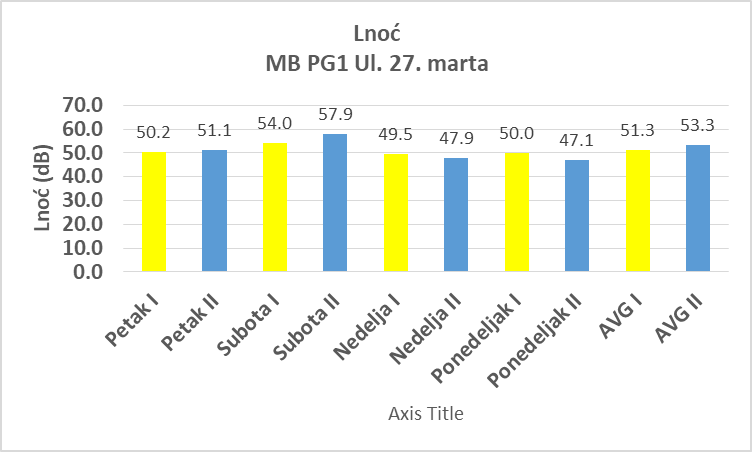 Lnoć
MB PG1 Ul. 27. marta
Lnoć (dB)
70.0
60.0
50.0
40.0
30.0
20.0
10.0
0.0
50.2
51.1
54.0
57.9
49.5
47.9
50.0
47.1
51.3
53.3
Petak I
Petak II
Subota I
Subota II
Nedelja I
Nedelja II
Ponedeljak I
Ponedeljak II
AVG I
AVG II
Axis Title